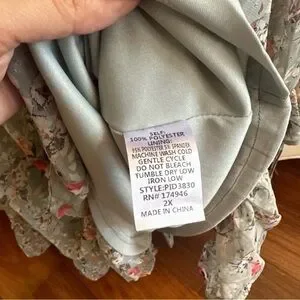 SELF:
100% POLYESTER
LINING:
95% POLYESTER 5% SPANDEX
MACHINE WASH COLD
GENTLE CYCLE
DO NOT BLEACH
TUMBLE DRY LOW
IRON LOW
STYLE:PID3830
RN# 174946
2X
MADE IN CHINA